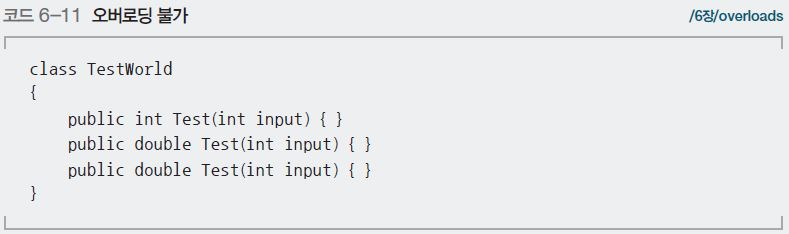 코드 6-11 오버로딩 불가 /6장/overloads
class TestWorld
{
    public int Test(int input) { }
    public double Test(int input) { }
    public double Test(int input) { }
}